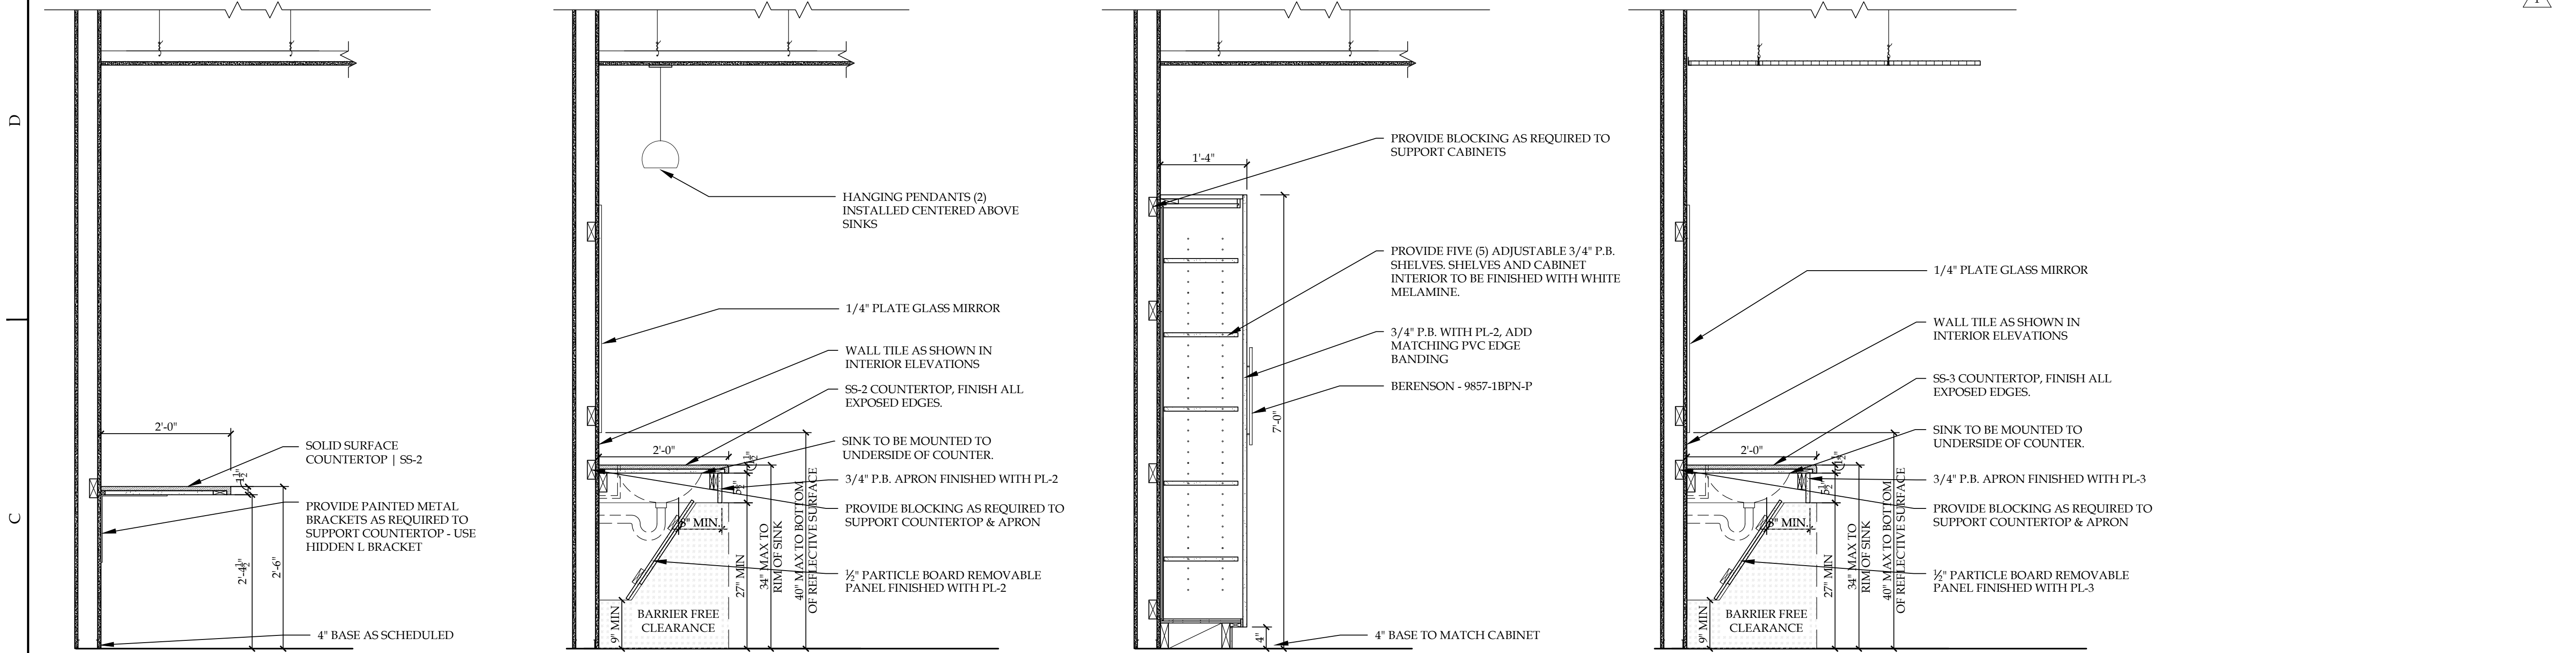 D
C
2'-0"
SOLID SURFACE
COUNTERTOP | SS-2
1½"
PROVIDE PAINTED METAL
BRACKETS AS REQUIRED TO
SUPPORT COUNTERTOP - USE
HIDDEN L BRACKET
2'-4½"
2'-6"
4" BASE AS SCHEDULED
HANGING PENDANTS (2)
INSTALLED CENTERED ABOVE
SINKS
1/4" PLATE GLASS MIRROR
WALL TILE AS SHOWN IN
INTERIOR ELEVATIONS
SS-2 COUNTERTOP, FINISH ALL
EXPOSED EDGES.
SINK TO BE MOUNTED TO
UNDERSIDE OF COUNTER.
3/4" P.B. APRON FINISHED WITH PL-2
PROVIDE BLOCKING AS REQUIRED TO
SUPPORT COUNTERTOP & APRON
½" PARTICLE BOARD REMOVABLE
PANEL FINISHED WITH PL-2
2'-0"
1½"
5½"
8" MIN.
27" MIN
34" MAX TO
RIM OF SINK
40" MAX TO BOTTOM
OF REFLECTIVE SURFACE
9" MIN
BARRIER FREE
CLEARANCE
1'-4"
PROVIDE BLOCKING AS REQUIRED TO
SUPPORT CABINETS
PROVIDE FIVE (5) ADJUSTABLE 3/4" P.B.
SHELVES. SHELVES AND CABINET
INTERIOR TO BE FINISHED WITH WHITE
MELAMINE.
3/4" P.B. WITH PL-2, ADD
MATCHING PVC EDGE
BANDING
BERENSON - 9857-1BPN-P
7'-0"
4"
4" BASE TO MATCH CABINET
1/4" PLATE GLASS MIRROR
WALL TILE AS SHOWN IN
INTERIOR ELEVATIONS
SS-3 COUNTERTOP, FINISH ALL
EXPOSED EDGES.
SINK TO BE MOUNTED TO
UNDERSIDE OF COUNTER.
3/4" P.B. APRON FINISHED WITH PL-3
PROVIDE BLOCKING AS REQUIRED TO
SUPPORT COUNTERTOP & APRON
½" PARTICLE BOARD REMOVABLE
PANEL FINISHED WITH PL-3
2'-0"
1½"
5½"
8" MIN.
27" MIN
34" MAX TO
RIM OF SINK
40" MAX TO BOTTOM
OF REFLECTIVE SURFACE
9" MIN
BARRIER FREE
CLEARANCE